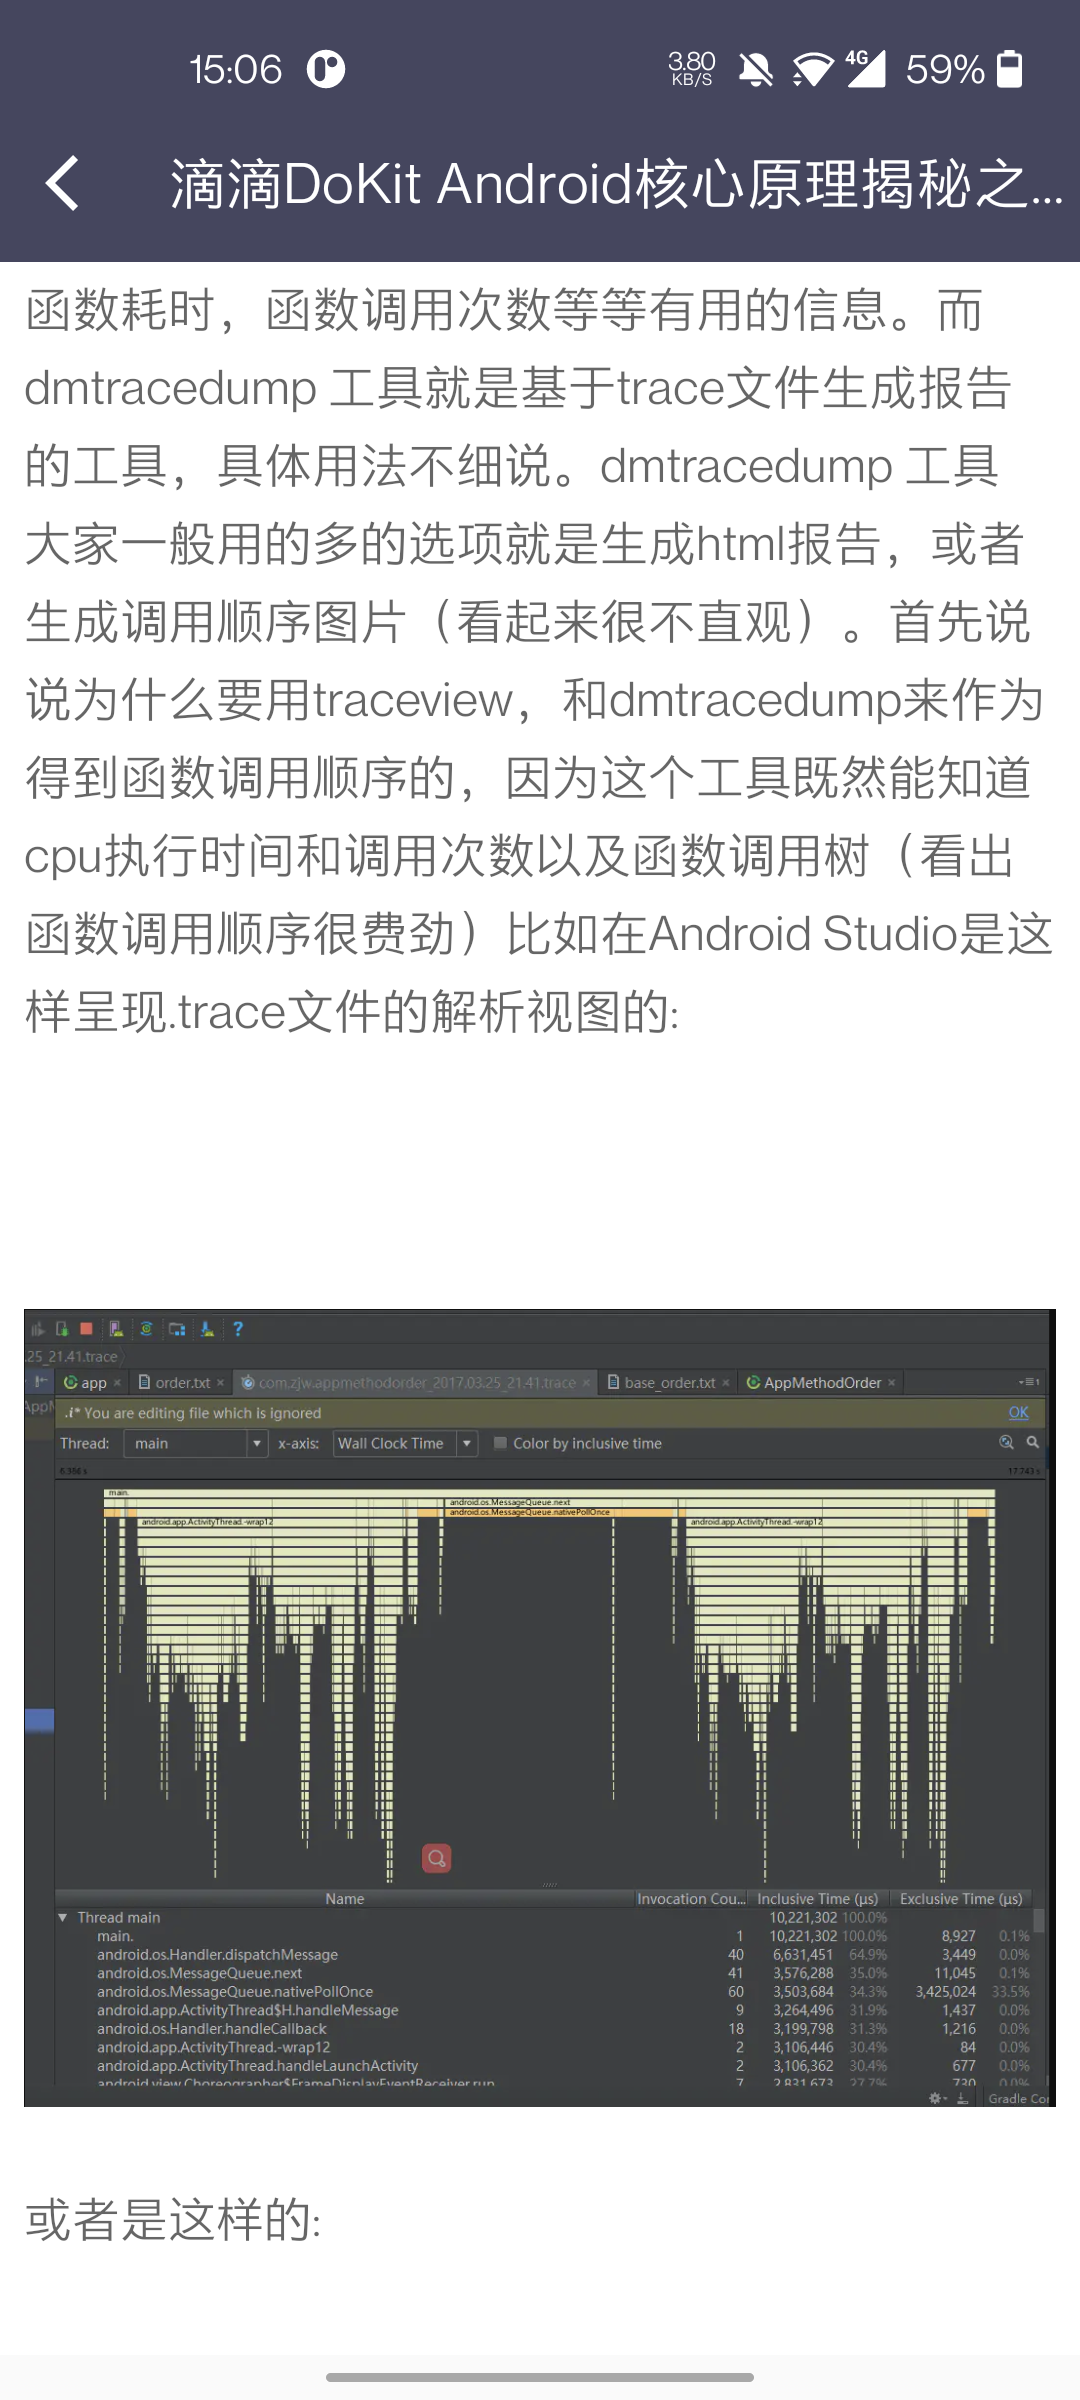 15:06
3.80 KB/S 4G 59%
滴滴DoKit Android核心原理揭秘之...
函数耗时，函数调用次数等等有用的信息。而
dmtracedump 工具就是基于trace文件生成报告
的工具，具体用法不细说。dmtracedump 工具
大家一般用的多的选项就是生成html报告，或者
生成调用顺序图片（看起来很不直观）。首先说
说为什么要用traceview，和dmtracedump来作为
得到函数调用顺序的，因为这个工具既然能知道
cpu执行时间和调用次数以及函数调用树（看出
函数调用顺序很费劲）比如在Android Studio是这
样呈现.trace文件的解析视图的:
25_21.41.trace
app order.txt com.zjw.appmethodorder_2017.03.25_21.41.trace base_order.txt AppMethodOrder
.i* You are editing file which is ignored OK
Thread: main x-axis: Wall Clock Time Color by inclusive time
17.743 s
main.
android.os.MessageQueue.next
android.os.MessageQueue.nativePollOnce
android.app.ActivityThread.-wrap12 android.app.ActivityThread.-wrap12
Name Invocation Cou... Inclusive Time (μs) Exclusive Time (μs)
Thread main 10,221,302 100.0%
main. 1 10,221,302 100.0% 8,927 0.1%
android.os.Handler.dispatchMessage 40 6,631,451 64.9% 3,449 0.0%
android.os.MessageQueue.next 41 3,576,288 35.0% 11,045 0.1%
android.os.MessageQueue.nativePollOnce 60 3,503,684 34.3% 3,425,024 33.5%
android.app.ActivityThread$H.handleMessage 9 3,264,496 31.9% 1,437 0.0%
android.os.Handler.handleCallback 18 3,199,798 31.3% 1,216 0.0%
android.app.ActivityThread.-wrap12 2 3,106,446 30.4% 84 0.0%
android.app.ActivityThread.handleLaunchActivity 2 3,106,362 30.4% 677 0.0%
android.view.Choreographer$FrameDisplayEventReceiver.run 7 2,831,673 27.7% 730 0.0%
Gradle Con
或者是这样的: